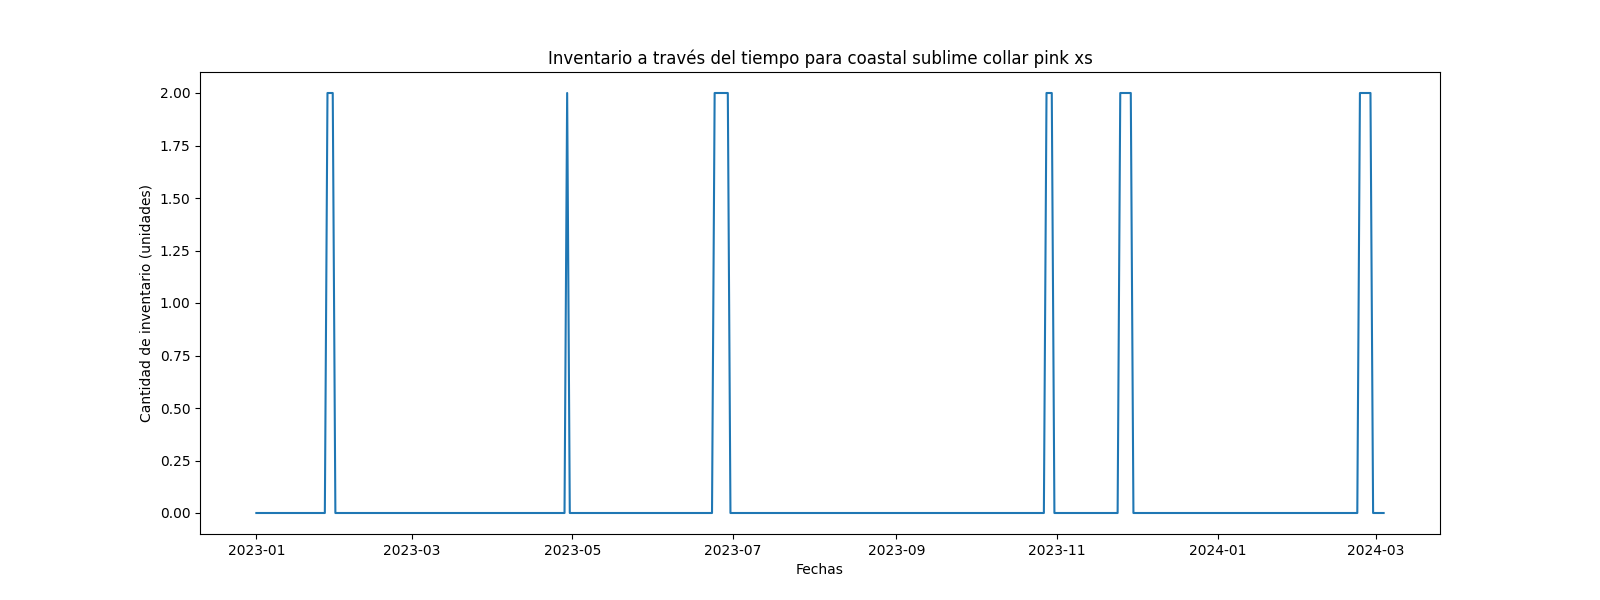 Inventario a través del tiempo para coastal sublime collar pink xs
Cantidad de inventario (unidades)
2.00
1.75
1.50
1.25
1.00
0.75
0.50
0.25
0.00
2023-01 2023-03 2023-05 2023-07 2023-09 2023-11 2024-01 2024-03
Fechas